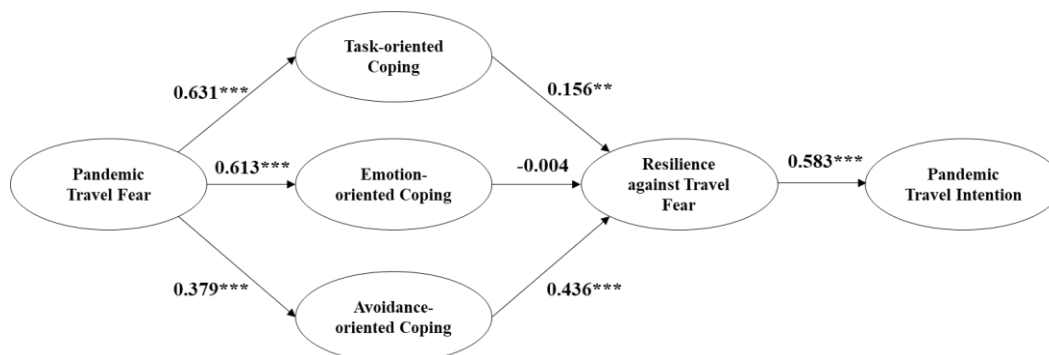 Task-oriented
Coping
0.631***
0.156**
Pandemic
Travel Fear
0.613***
Emotion-
oriented Coping
-0.004
Resilience
against Travel
Fear
0.583***
Pandemic
Travel Intention
0.379***
Avoidance-
oriented Coping
0.436***